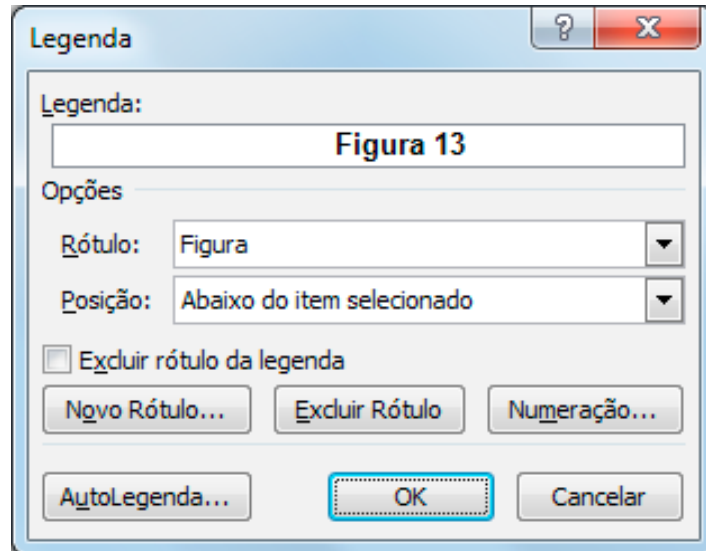 Legenda
Legenda:
Figura 13
Opções
Rótulo: Figura
Posição: Abaixo do item selecionado
Excluir rótulo da legenda
Novo Rótulo... Excluir Rótulo Numeração...
AutoLegenda... OK Cancelar